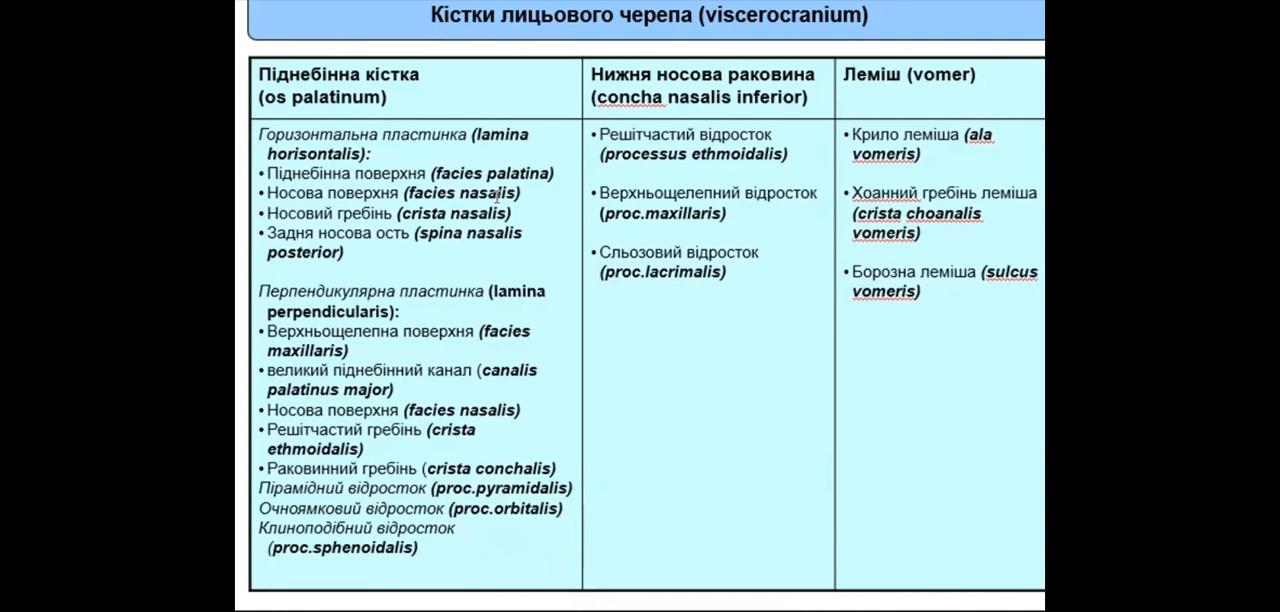 Кістки лицьового черепа (viscerocranium)
Піднебінна кістка
(os palatinum)
Горизонтальна пластинка (lamina
horisontalis):
• Піднебінна поверхня (facies palatina)
• Носова поверхня (facies nasalis)
• Носовий гребінь (crista nasalis)
• Задня носова ость (spina nasalis
posterior)
Перпендикулярна пластинка (lamina
perpendicularis):
• Верхньощелепна поверхня (facies
maxillaris)
• великий піднебінний канал (canalis
palatinus major)
• Носова поверхня (facies nasalis)
• Решітчастий гребінь (crista
ethmoidalis)
• Раковинний гребінь (crista conchalis)
Пірамідний відросток (proc.pyramidalis)
Очноямковий відросток (proc.orbitalis)
Клиноподібний відросток
(proc.sphenoidalis)
Нижня носова раковина
(concha nasalis inferior)
• Решітчастий відросток
(processus ethmoidalis)
• Верхньощелепний відросток
(proc.maxillaris)
• Сльозовий відросток
(proc.lacrimalis)
Леміш (vomer)
• Крило леміша (ala
vomeris)
• Хоанний гребінь леміша
(crista choanalis
vomeris)
• Борозна леміша (sulcus
vomeris)